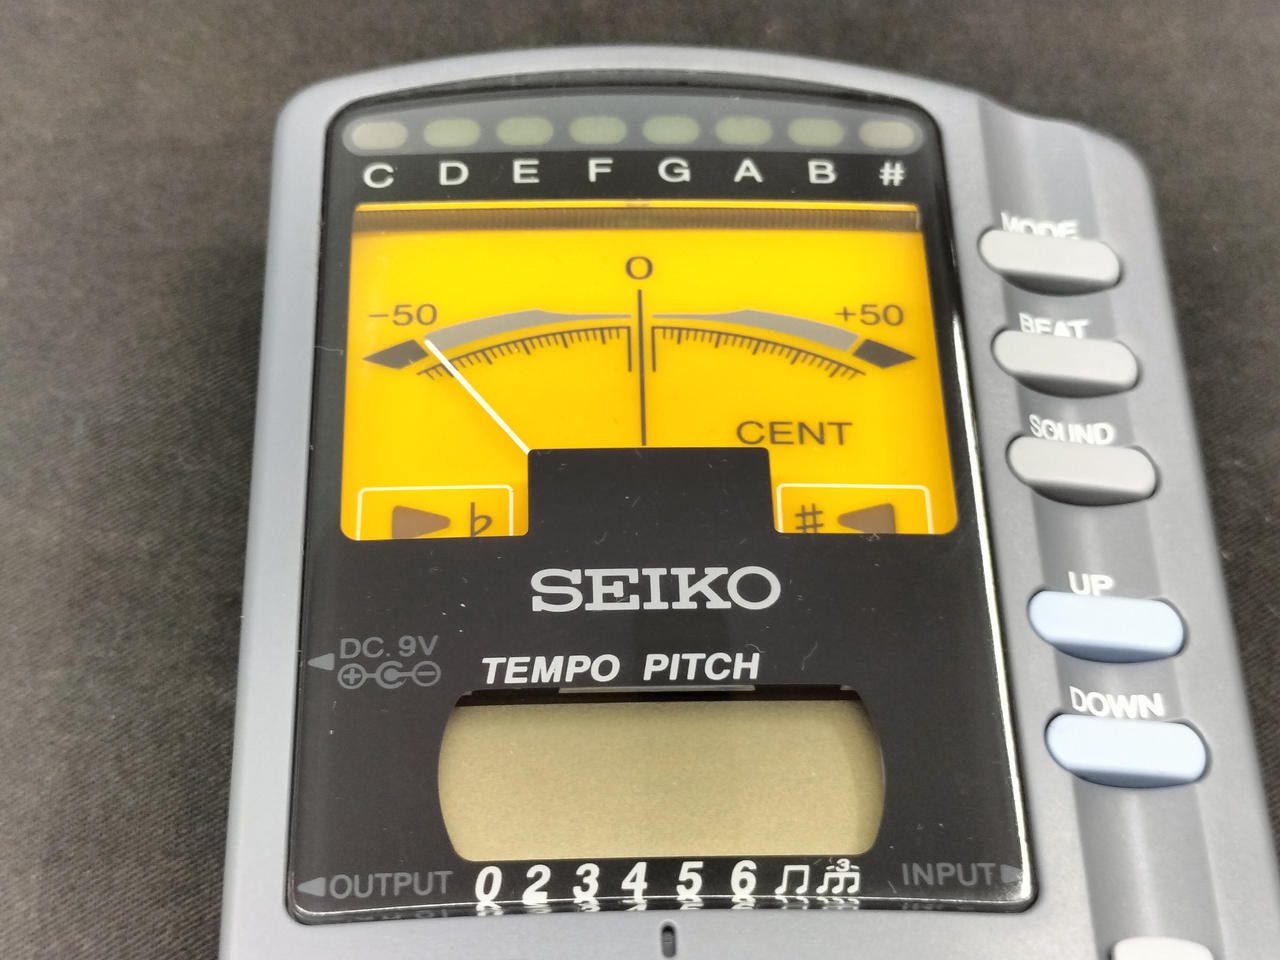 C D E F G A B #
0
-50 +50
CENT
♭ #
SEIKO
DC. 9V
TEMPO PITCH
OUTPUT 0 2 3 4 5 6 3 INPUT
MODE
BEAT
SOUND
UP
DOWN